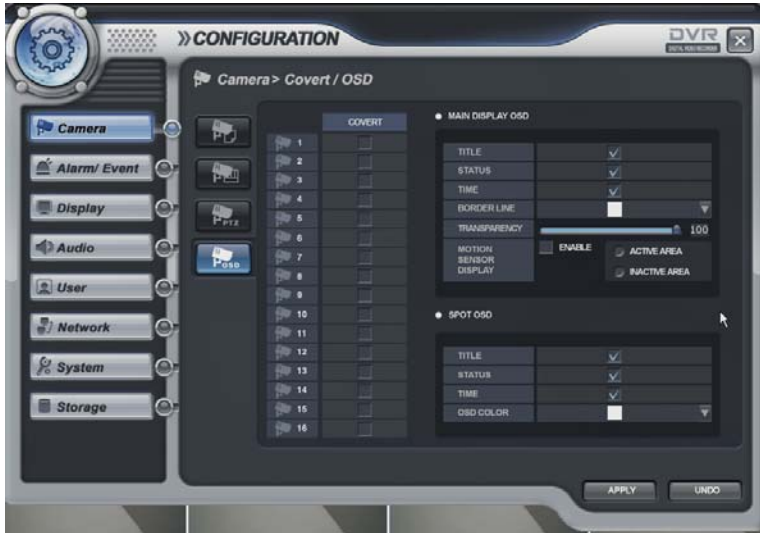 CONFIGURATION
DVR
DIGITAL VIDEO RECORDER
Camera> Covert / OSD
Camera
Alarm/ Event
Display
Audio
User
Network
System
Storage
PTZ
OSD
COVERT
1
2
3
4
5
6
7
8
9
10
11
12
13
14
15
16
MAIN DISPLAY OSD
TITLE
STATUS
TIME
BORDER LINE
TRANSPARENCY 100
MOTION SENSOR DISPLAY
ENABLE
ACTIVE AREA
INACTIVE AREA
SPOT OSD
TITLE
STATUS
TIME
OSD COLOR
APPLY
UNDO